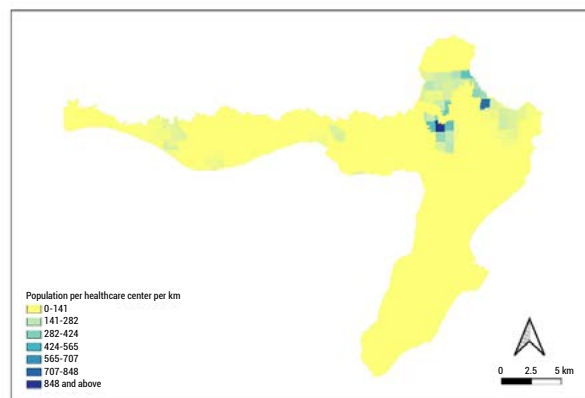 Population per healthcare center per km
0-141
141-282
282-424
424-565
565-707
707-848
848 and above
0 2.5 5 km